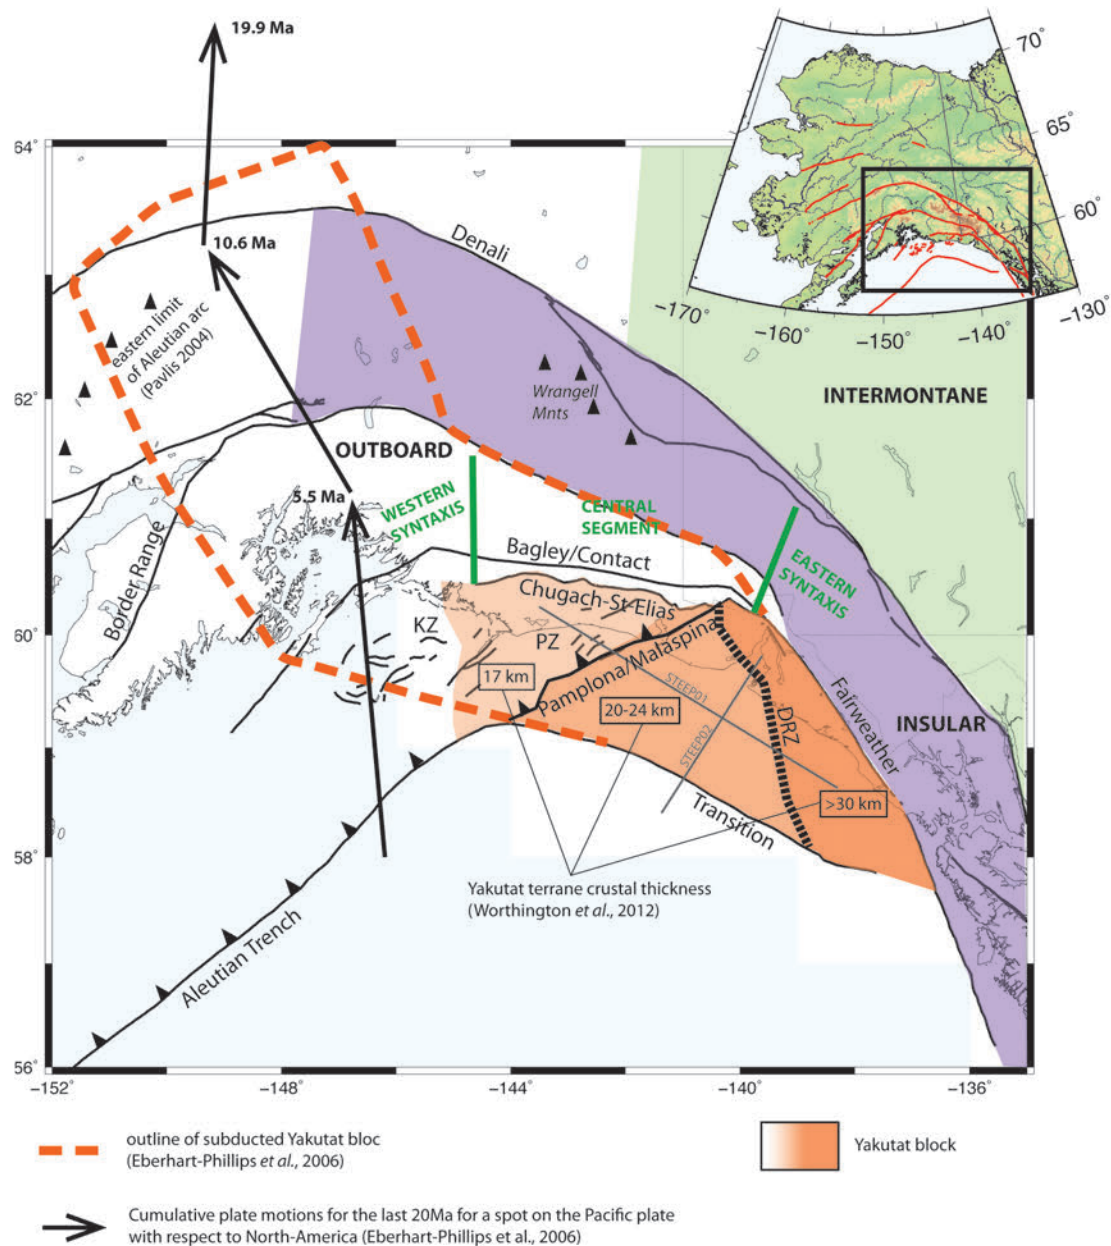 19.9 Ma
70°
65°
60°
−170
−160
−150
−140
−130
64°
10.6 Ma
Denali
eastern limit
of Aleutian arc
(Pavlis 2004)
62°
Wrangell
Mnts
INTERMONTANE
OUTBOARD
5.5 Ma
WESTERN
SYNTAXIS
CENTRAL
SEGMENT
EASTERN
SYNTAXIS
Border Range
Bagley/Contact
Chugach-St-Elias
60°
KZ
PZ
17 km
Pamplona/Malaspina
STEEP01
20-24 km
STEEP02
DRZ
Fairweather
INSULAR
>30 km
Transition
58°
Yakutat terrane crustal thickness
(Worthington et al., 2012)
Aleutian Trench
56°
−152°
−148°
−144°
−140°
−136°
outline of subducted Yakutat bloc
(Eberhart-Phillips et al., 2006)
Yakutat block
Cumulative plate motions for the last 20Ma for a spot on the Pacific plate
with respect to North-America (Eberhart-Phillips et al., 2006)